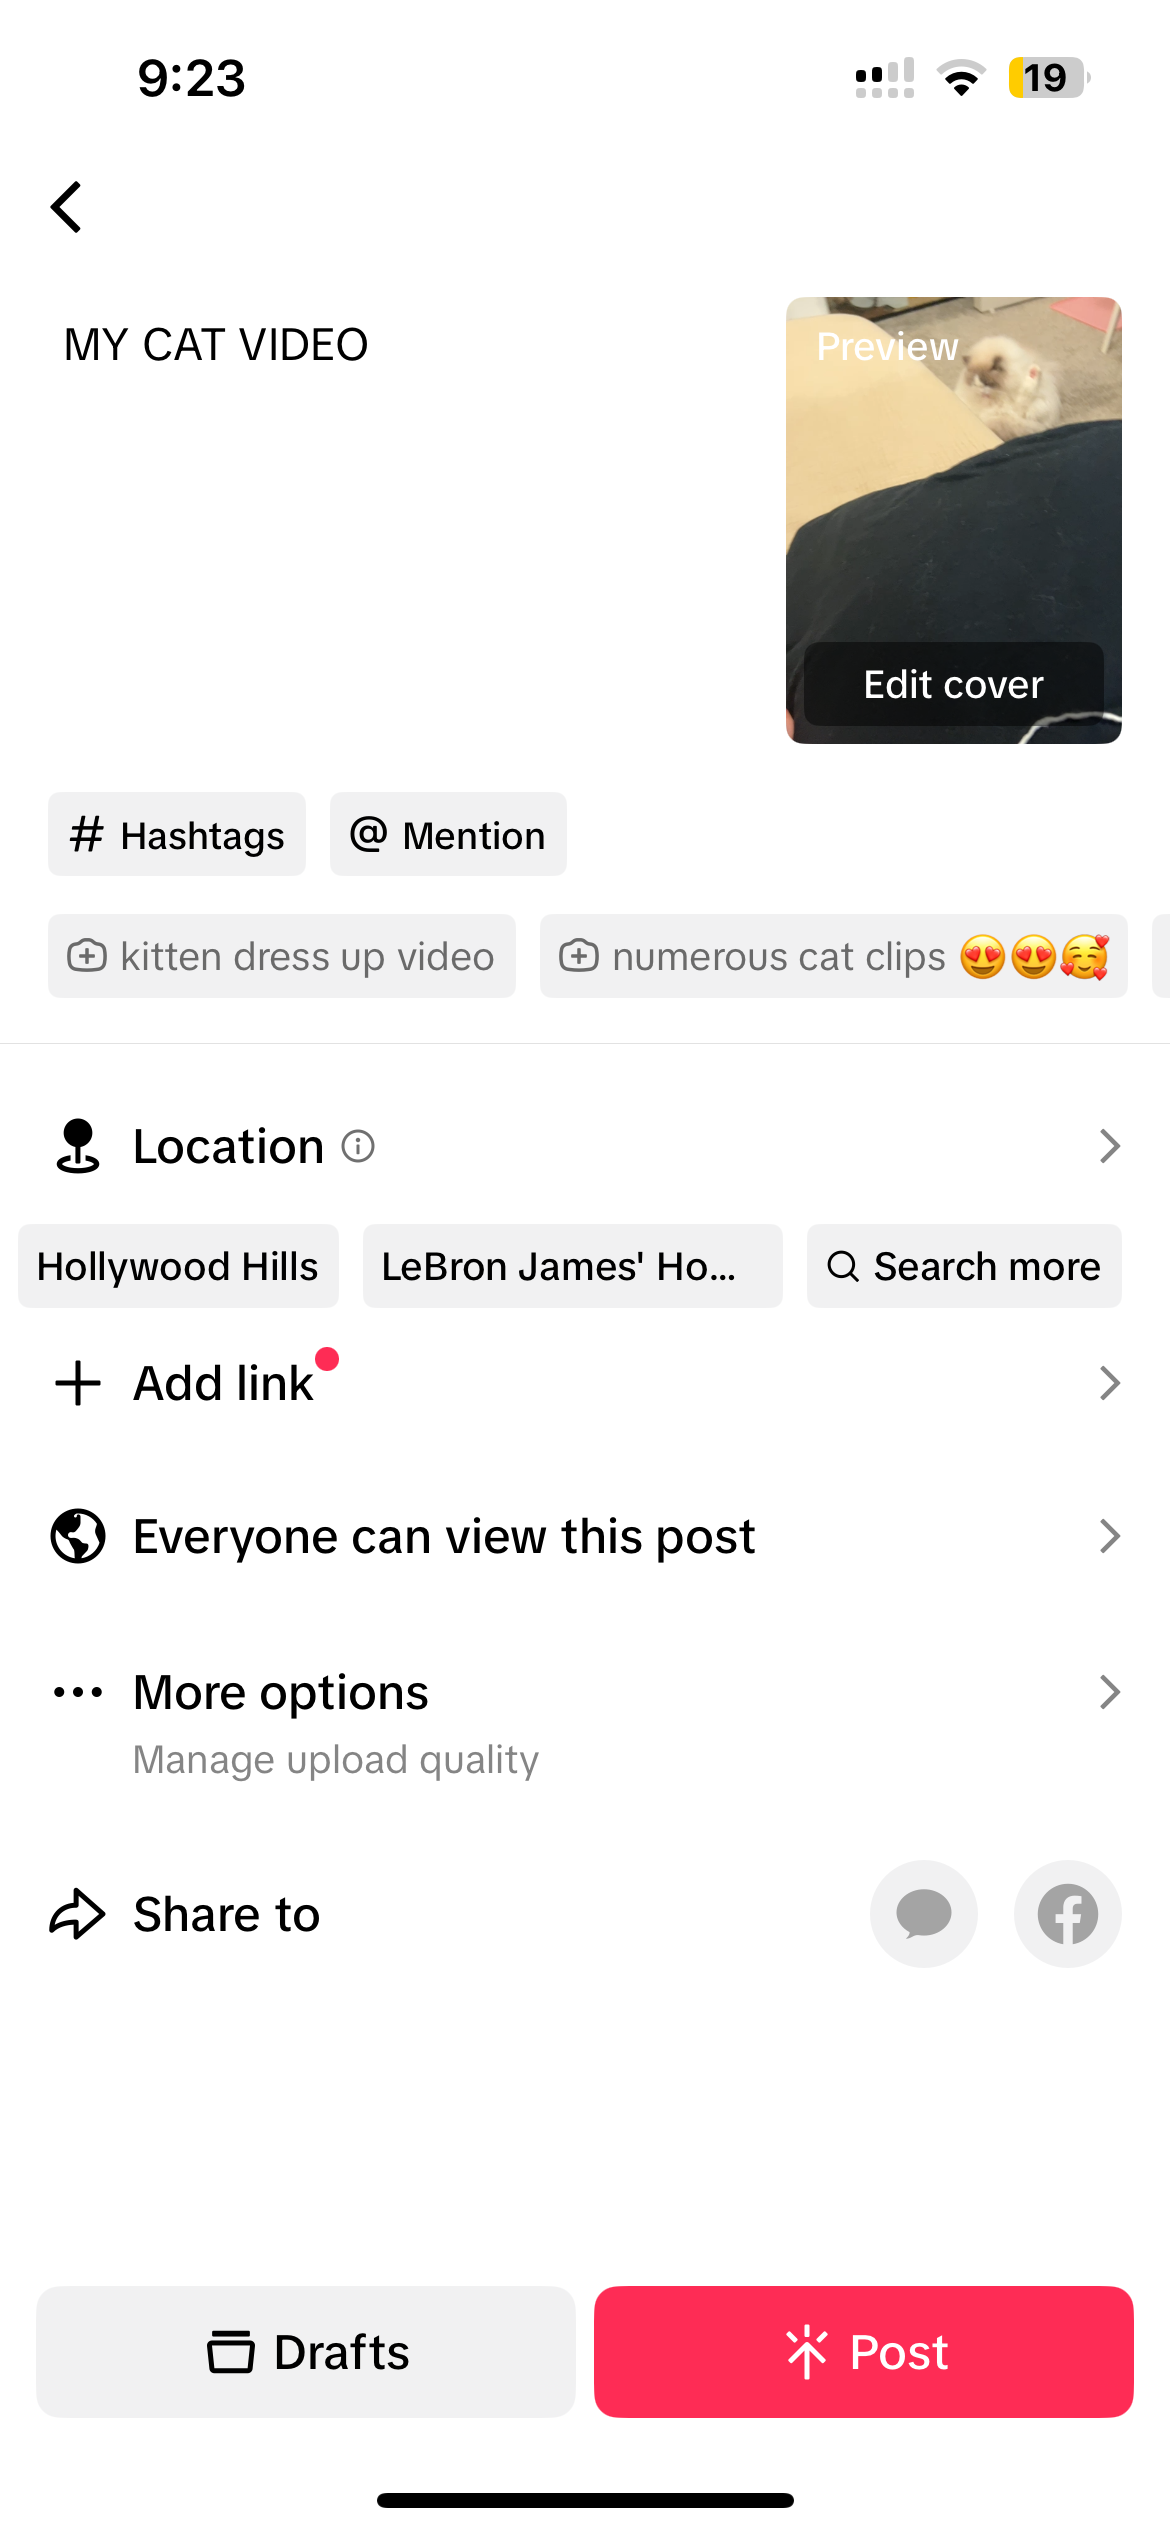 9:23
19
MY CAT VIDEO
Preview
Edit cover
# Hashtags
@ Mention
kitten dress up video
numerous cat clips 😍😍🥰
Location
Hollywood Hills
LeBron James' Ho...
Search more
Add link
Everyone can view this post
More options
Manage upload quality
Share to
Drafts
Post